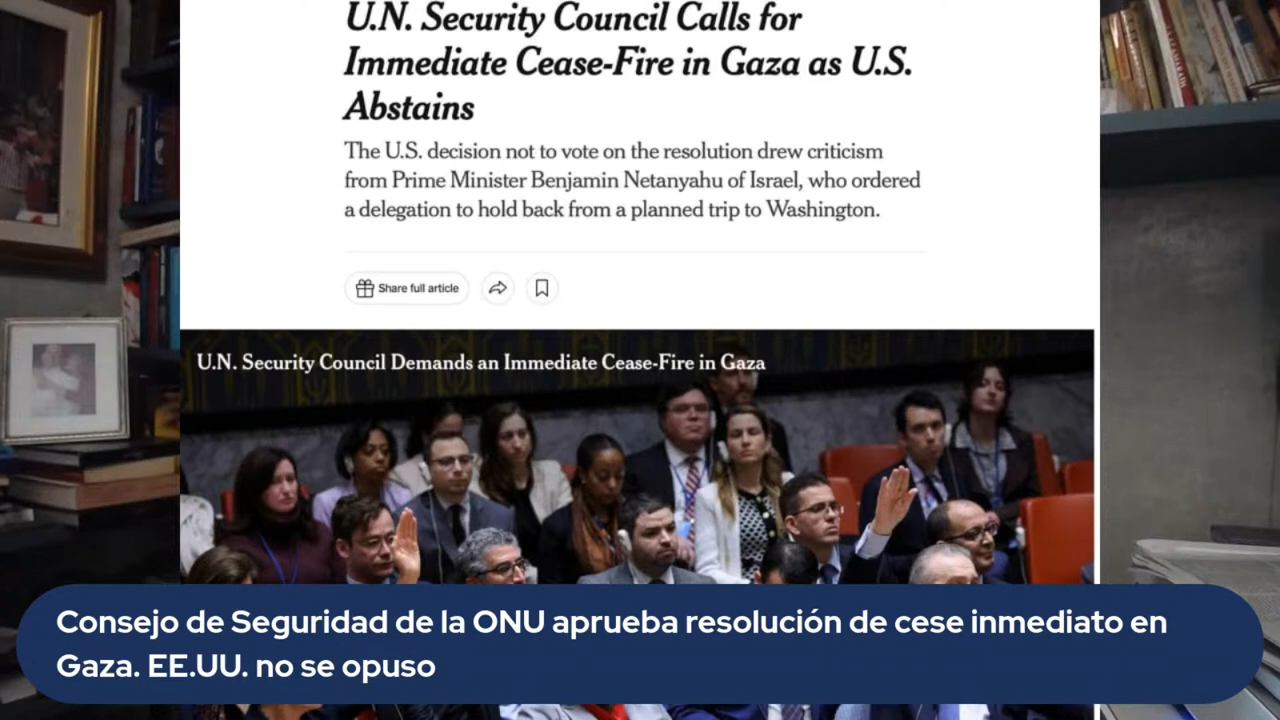 U.N. Security Council Calls for
Immediate Cease-Fire in Gaza as U.S.
Abstains
The U.S. decision not to vote on the resolution drew criticism
from Prime Minister Benjamin Netanyahu of Israel, who ordered
a delegation to hold back from a planned trip to Washington.
Share full article
U.N. Security Council Demands an Immediate Cease-Fire in Gaza
Consejo de Seguridad de la ONU aprueba resolución de cese inmediato en
Gaza. EE.UU. no se opuso